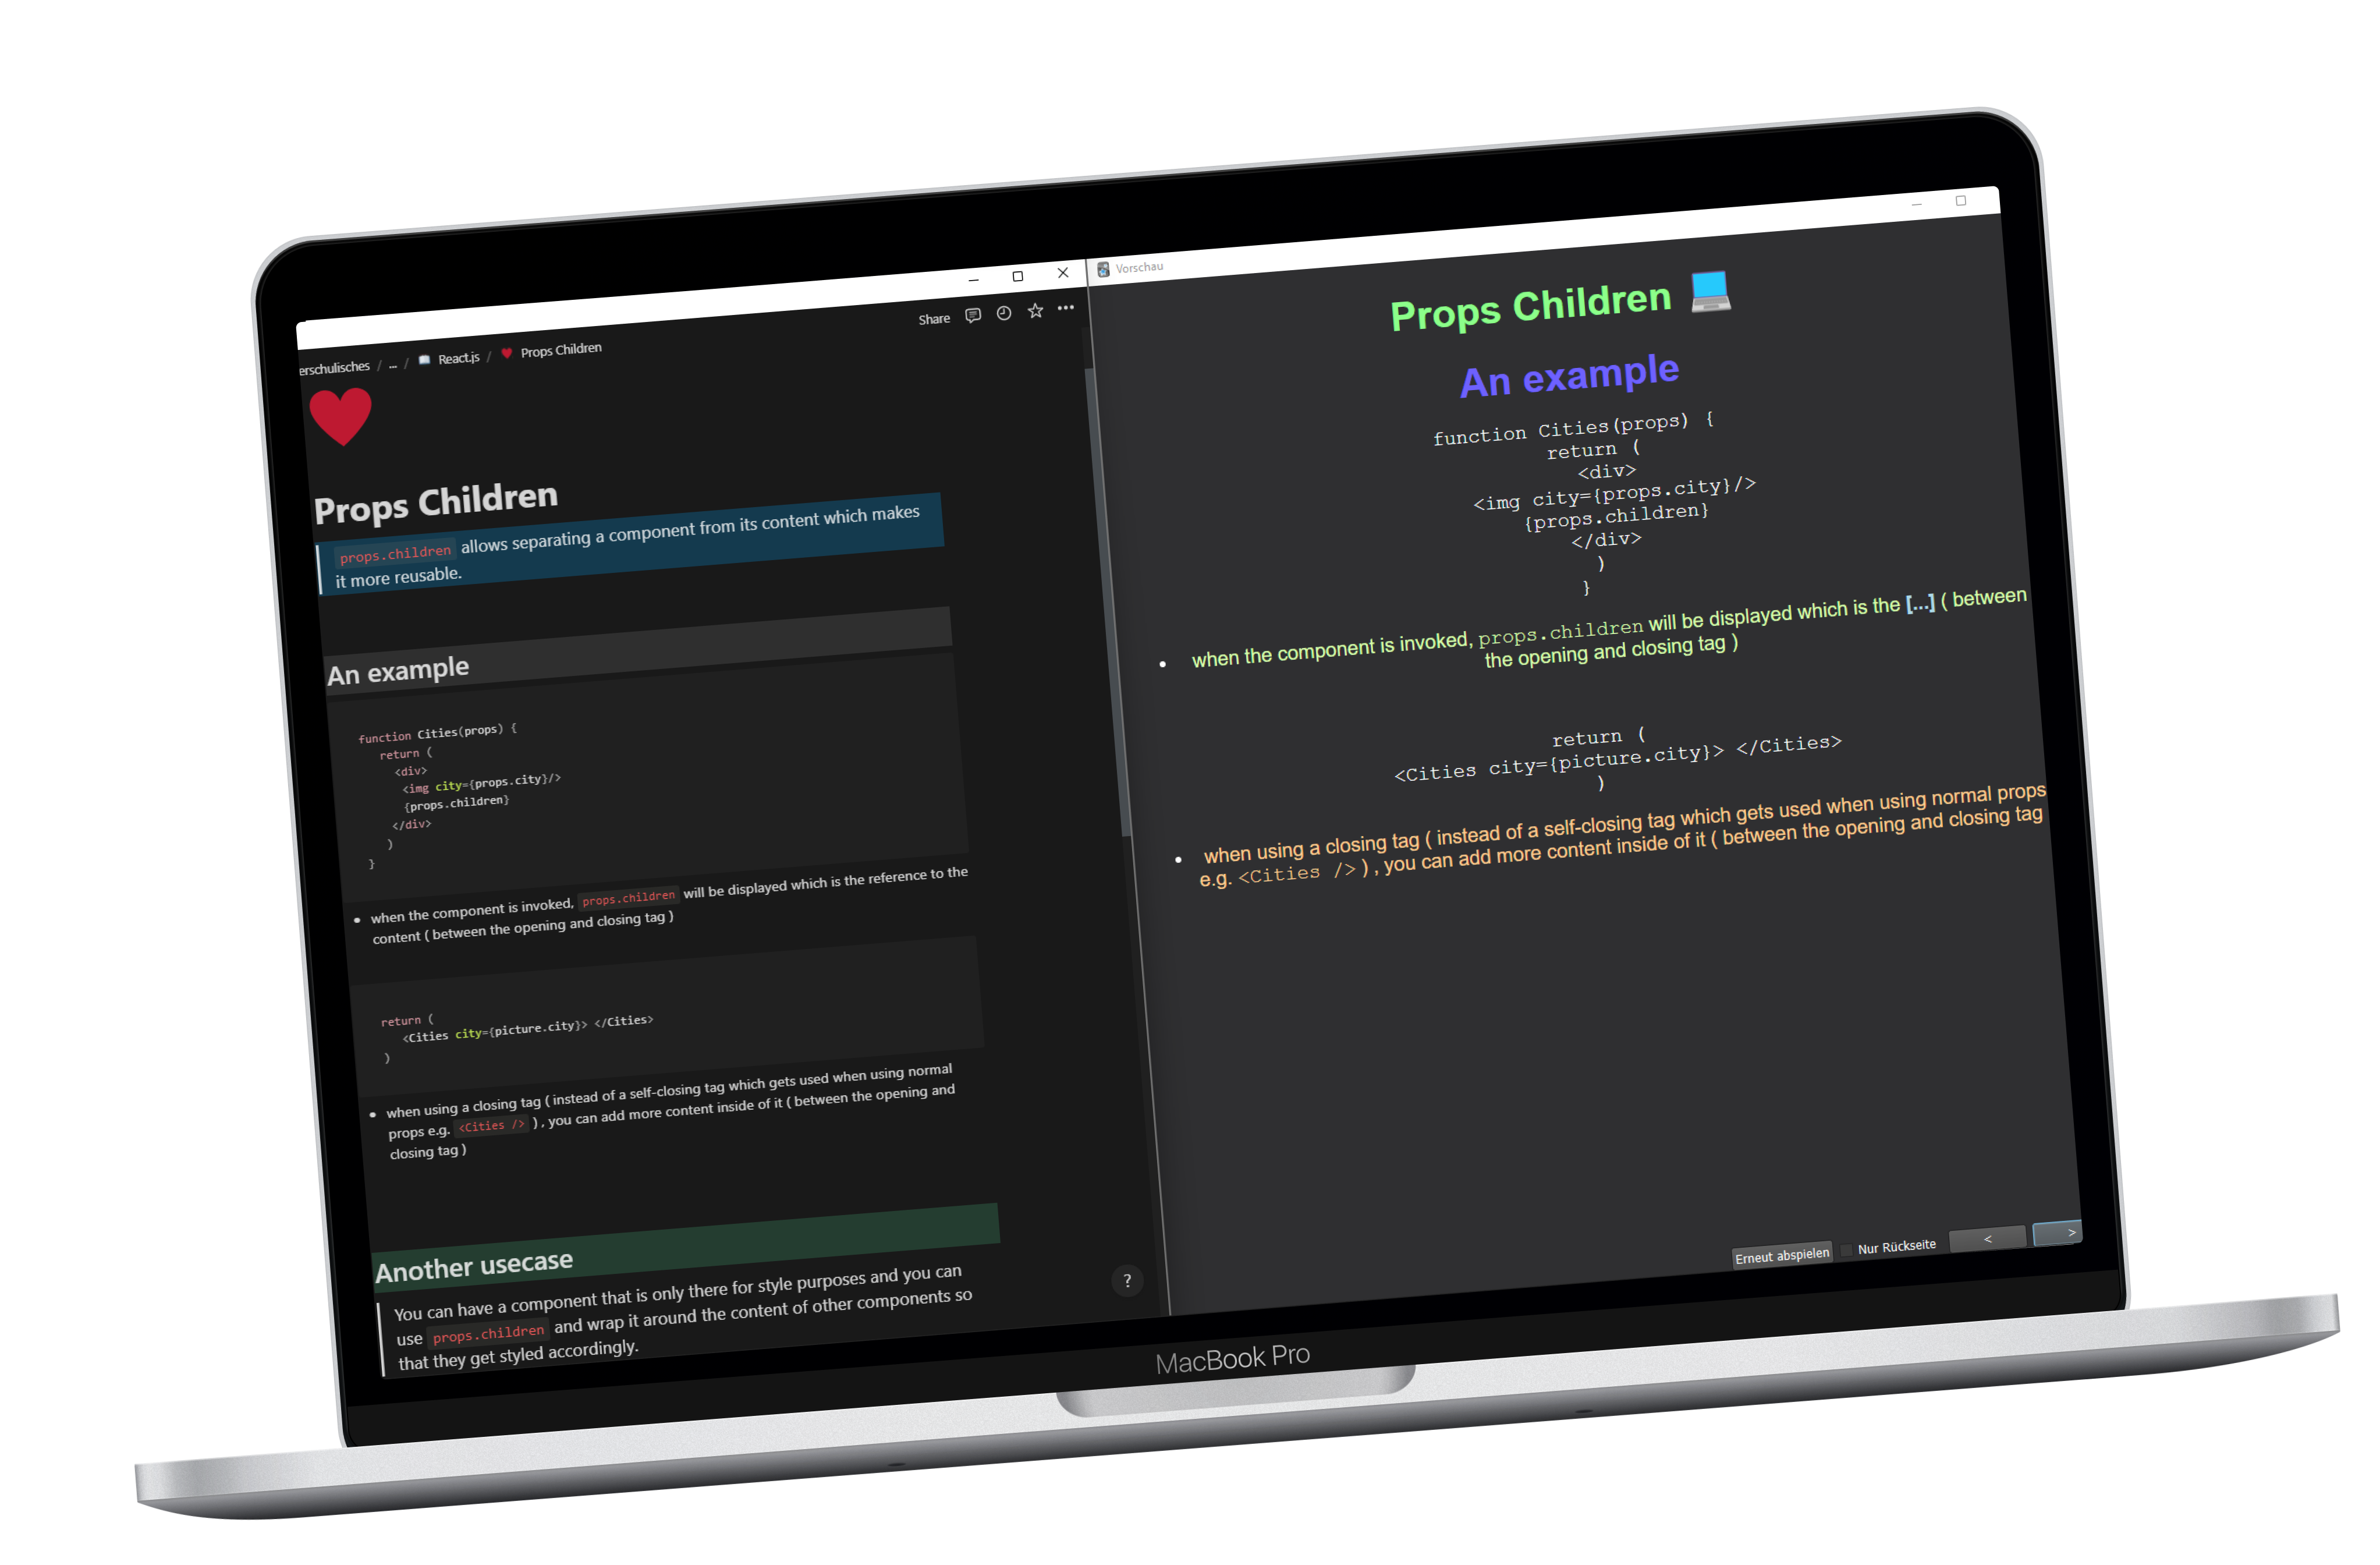 Share
erschulisches / ... / React.js / Props Children
Props Children
props.children allows separating a component from its content which makes
it more reusable.
An example
function Cities(props) {
return (
<div>
<img city={props.city}/>
{props.children}
</div>
)
}
when the component is invoked, props.children will be displayed which is the reference to the
content ( between the opening and closing tag )
return (
<Cities city={picture.city}> </Cities>
)
when using a closing tag ( instead of a self-closing tag which gets used when using normal
props e.g. <Cities /> ) , you can add more content inside of it ( between the opening and
closing tag )
Another usecase
You can have a component that is only there for style purposes and you can
use props.children and wrap it around the content of other components so
that they get styled accordingly.
?
Vorschau
Props Children
An example
function Cities(props) {
return (
<div>
<img city={props.city}/>
{props.children}
</div>
)
}
when the component is invoked, props.children will be displayed which is the [...] ( between
the opening and closing tag )
return (
<Cities city={picture.city}> </Cities>
)
when using a closing tag ( instead of a self-closing tag which gets used when using normal props
e.g. <Cities /> ) , you can add more content inside of it ( between the opening and closing tag
Erneut abspielen Nur Rückseite < >
MacBook Pro